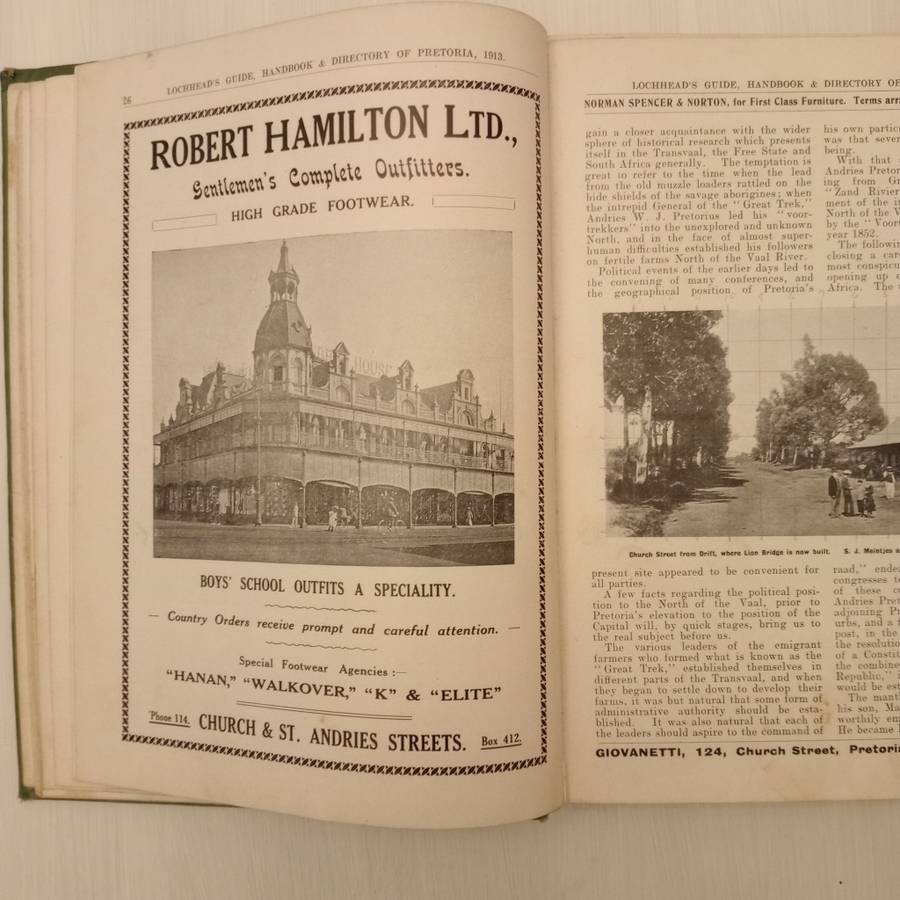 26 LOCHHEAD'S GUIDE, HANDBOOK & DIRECTORY OF PRETORIA, 1913.
ROBERT HAMILTON LTD.,
Gentlemen's Complete Outfitters.
HIGH GRADE FOOTWEAR.
BOYS' SCHOOL OUTFITS A SPECIALITY.
Country Orders receive prompt and careful attention.
Special Footwear Agencies :—
"HANAN," "WALKOVER," "K" & "ELITE"
'Phone 114. CHURCH & ST. ANDRIES STREETS. Box 412.
LOCHHEAD'S GUIDE, HANDBOOK & DIRECTORY OF
NORMAN SPENCER & NORTON, for First Class Furniture. Terms arr
gain a closer acquaintance with the wider
sphere of historical research which presents
itself in the Transvaal, the Free State and
South Africa generally. The temptation is
great to refer to the time when the lead
from the old muzzle loaders rattled on the
hide shields of the savage aborigines; when
the intrepid General of the "Great Trek,"
Andries W. J. Pretorius led his "voor-
trekkers" into the unexplored and unknown
North, and in the face of almost super-
human difficulties established his followers
on fertile farms North of the Vaal River.
Political events of the earlier days led to
the convening of many conferences, and
the geographical position of Pretoria's
his own partic
was that seve
being.
With that
Andries Pretor
ing from Gr
"Zand Rivier
ment of the i
North of the V
by the "Voort
year 1852.
The followin
closing a car
most conspicu
opening up o
Africa. The
Church Street from Drift, where Lion Bridge is now built. S. J. Meintjes a
present site appeared to be convenient for
all parties.
A few facts regarding the political posi-
tion to the North of the Vaal, prior to
Pretoria's elevation to the position of the
Capital will, by quick stages, bring us to
the real subject before us.
The various leaders of the emigrant
farmers who formed what is known as the
"Great Trek," established themselves in
different parts of the Transvaal, and when
they began to settle down to develop their
farms, it was but natural that some form of
administrative authority should be esta-
blished. It was also natural that each of
the leaders should aspire to the command of
raad," endea
congresses to
of these co
Andries Pret
adjoining Pr
urbs, and a f
post, in the
the resolution
of a Constit
the combine
Republic," i
would be est
The mant
his son, Ma
worthily em
He became
GIOVANETTI, 124, Church Street, Pretoria